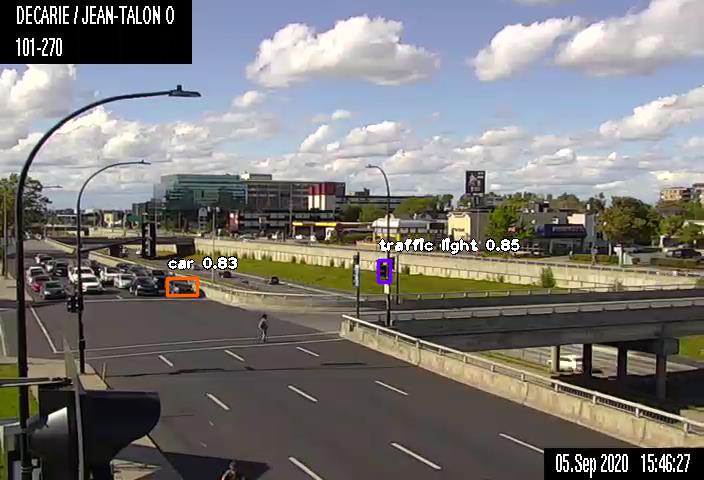 DECARIE / JEAN-TALON O
101-270
traffic light 0.85
car 0.83
05.Sep 2020 15:46:27